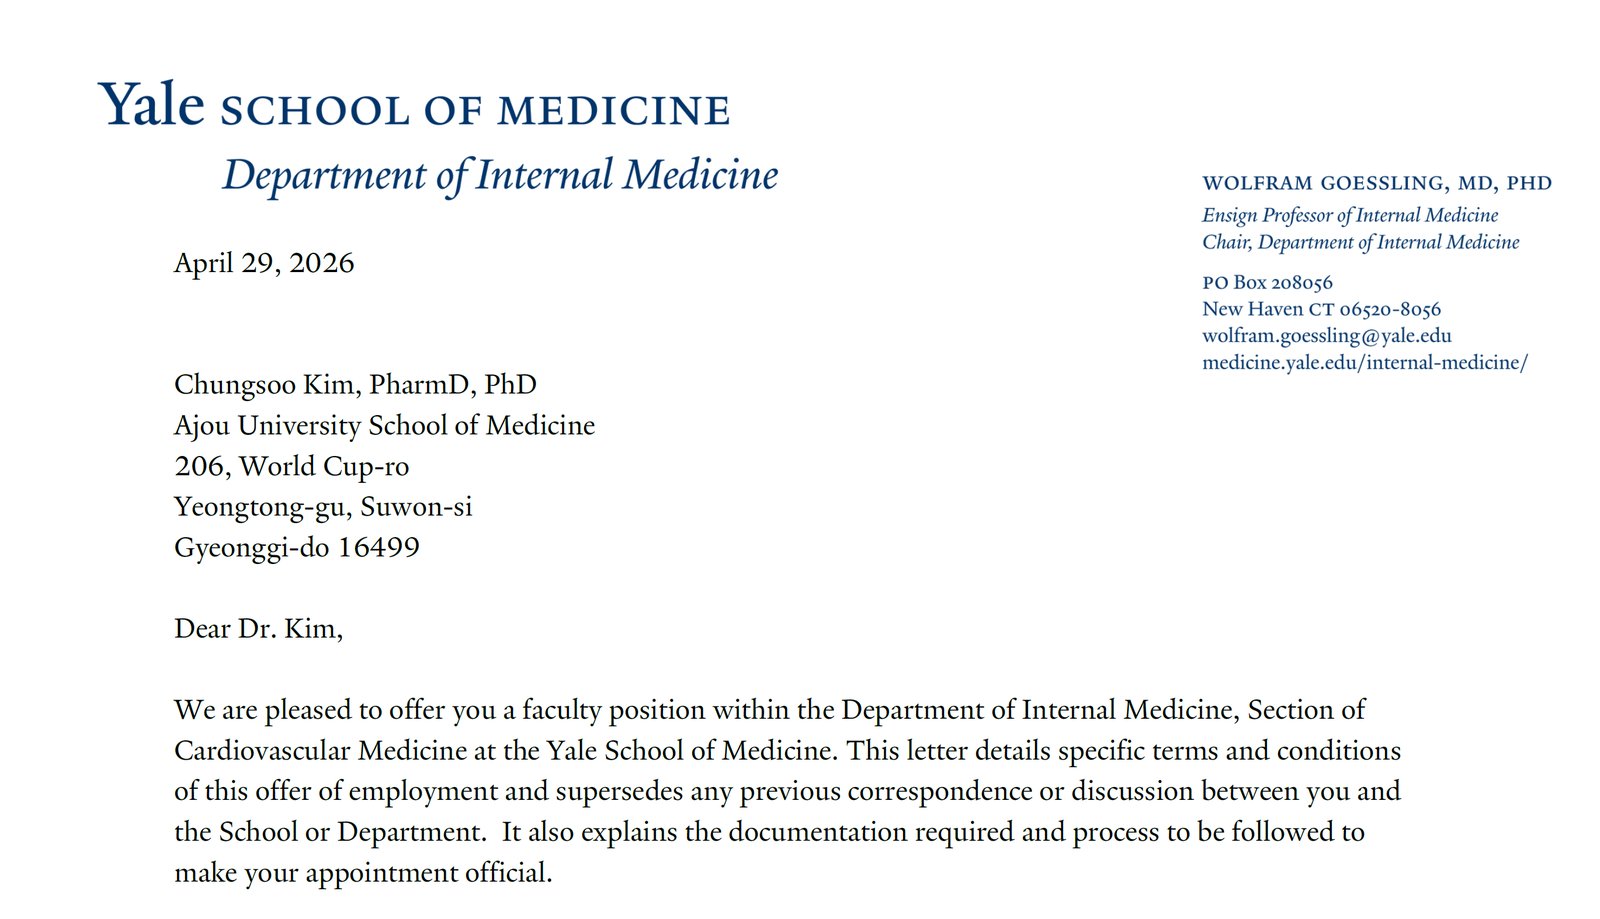 Yale SCHOOL OF MEDICINE
Department of Internal Medicine
WOLFRAM GOESSLING, MD, PHD
Ensign Professor of Internal Medicine
Chair, Department of Internal Medicine
PO Box 208056
New Haven CT 06520-8056
wolfram.goessling@yale.edu
medicine.yale.edu/internal-medicine/
April 29, 2026
Chungsoo Kim, PharmD, PhD
Ajou University School of Medicine
206, World Cup-ro
Yeongtong-gu, Suwon-si
Gyeonggi-do 16499
Dear Dr. Kim,
We are pleased to offer you a faculty position within the Department of Internal Medicine, Section of
Cardiovascular Medicine at the Yale School of Medicine. This letter details specific terms and conditions
of this offer of employment and supersedes any previous correspondence or discussion between you and
the School or Department.  It also explains the documentation required and process to be followed to
make your appointment official.